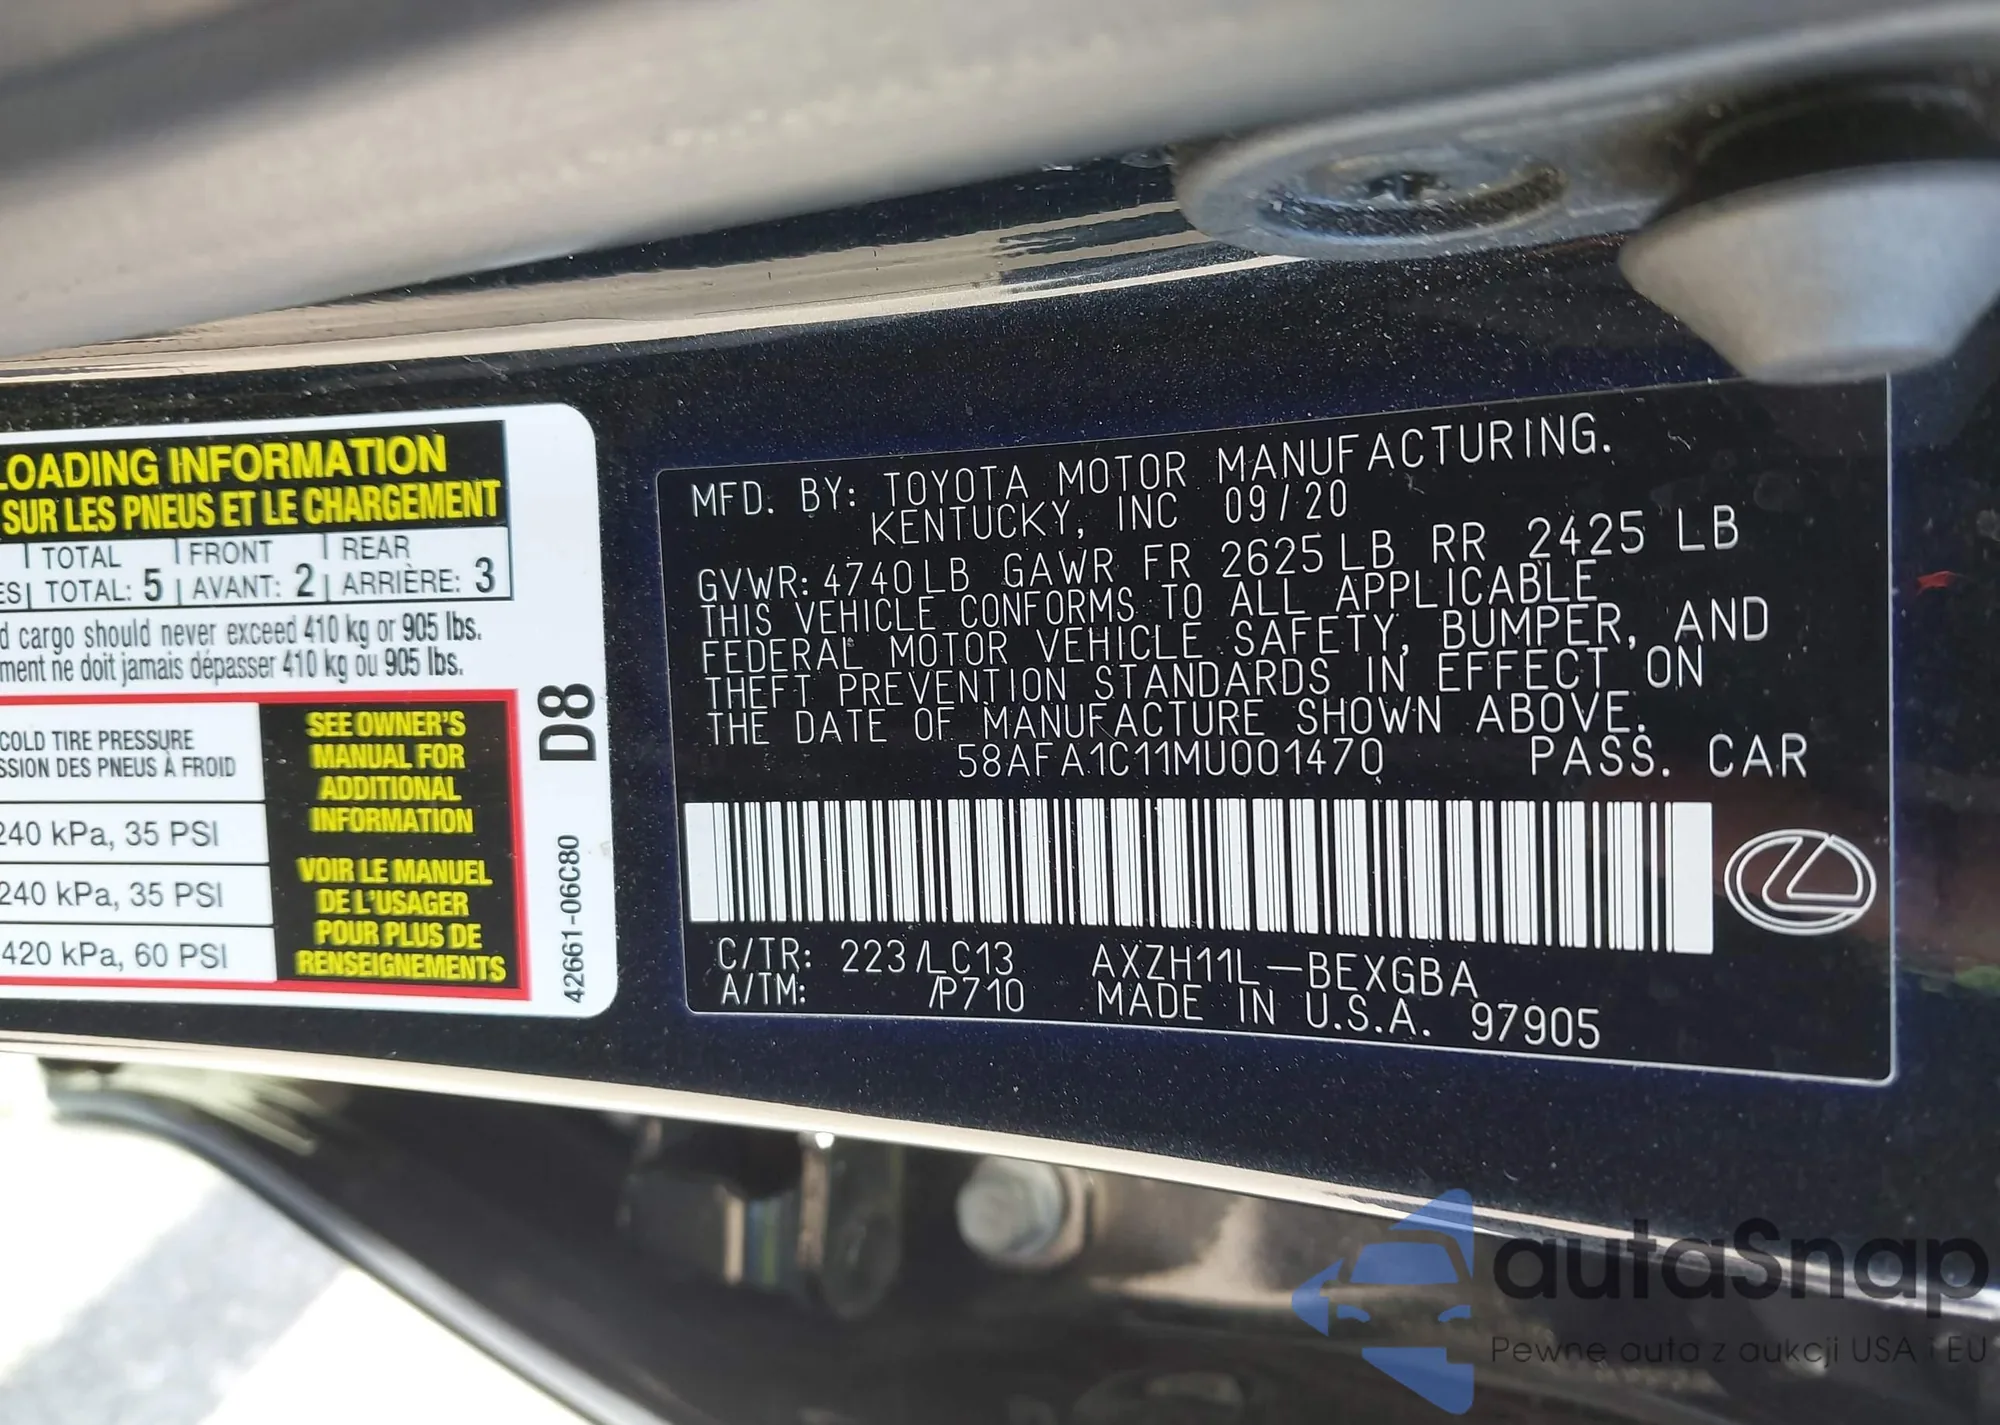 LOADING INFORMATION
SUR LES PNEUS ET LE CHARGEMENT
TOTAL FRONT REAR
TOTAL: 5 AVANT: 2 ARRIÈRE: 3
cargo should never exceed 410 kg or 905 lbs.
ne doit jamais dépasser 410 kg ou 905 lbs.
COLD TIRE PRESSURE
DES PNEUS À FROID
240 kPa, 35 PSI
240 kPa, 35 PSI
420 kPa, 60 PSI
SEE OWNER'S
MANUAL FOR
ADDITIONAL
INFORMATION
VOIR LE MANUEL
DE L'USAGER
POUR PLUS DE
RENSEIGNEMENTS
D8
42661-06C80
MFD. BY: TOYOTA MOTOR MANUFACTURING.
KENTUCKY, INC 09/20
GVWR: 4740LB GAWR FR 2625LB RR 2425 LB
THIS VEHICLE CONFORMS TO ALL APPLICABLE
FEDERAL MOTOR VEHICLE SAFETY, BUMPER, AND
THEFT PREVENTION STANDARDS IN EFFECT ON
THE DATE OF MANUFACTURE SHOWN ABOVE.
58AFA1C11MU001470 PASS. CAR
C/TR: 223/LC13 AXZH11L-BEXGBA
A/TM: /P710 MADE IN U.S.A. 97905
autaSnap
Pewne auta z aukcji USA i EU